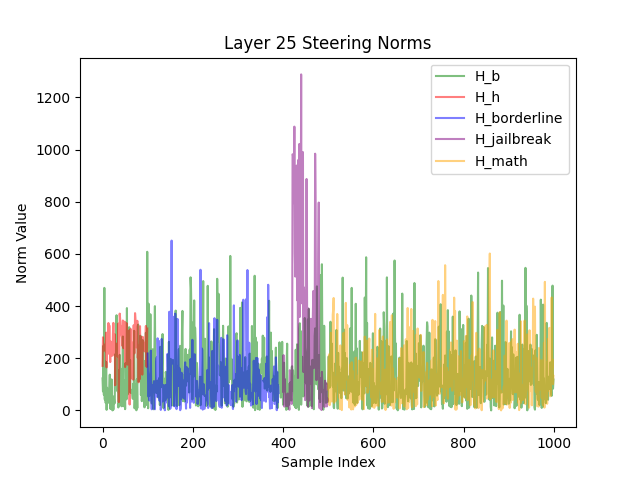 Layer 25 Steering Norms
H_b
H_h
H_borderline
H_jailbreak
H_math
Norm Value
1200
1000
800
600
400
200
0
0 200 400 600 800 1000
Sample Index